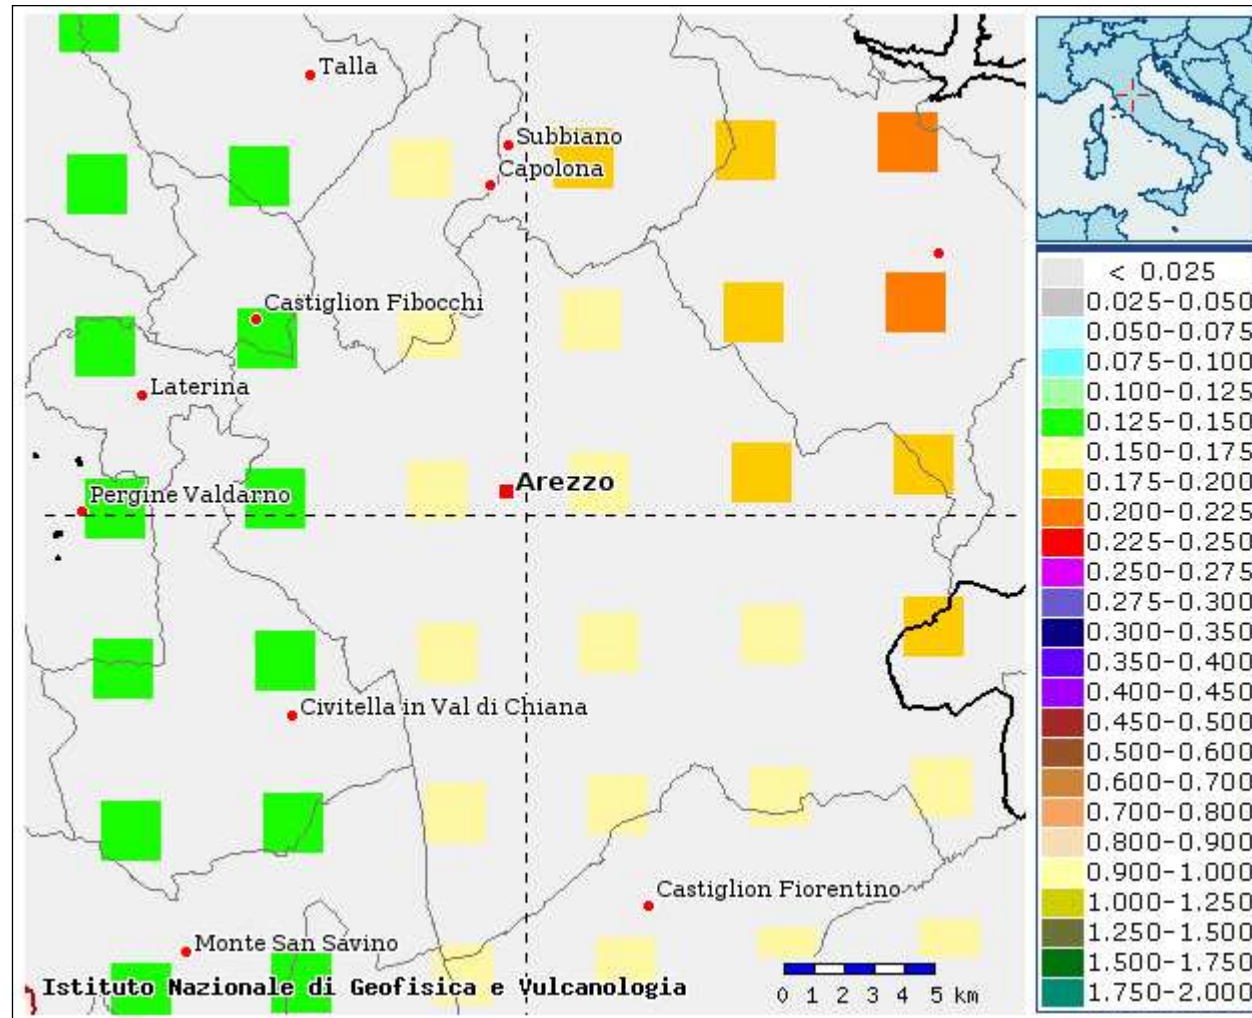 Talla
Subbiano
Capolona
Castiglion Fibocchi
Laterina
Arezzo
Pergine Valdarno
Civitella in Val di Chiana
Castiglion Fiorentino
Monte San Savino
Istituto Nazionale di Geofisica e Vulcanologia
0 1 2 3 4 5 km
< 0.025
0.025-0.050
0.050-0.075
0.075-0.100
0.100-0.125
0.125-0.150
0.150-0.175
0.175-0.200
0.200-0.225
0.225-0.250
0.250-0.275
0.275-0.300
0.300-0.350
0.350-0.400
0.400-0.450
0.450-0.500
0.500-0.600
0.600-0.700
0.700-0.800
0.800-0.900
0.900-1.000
1.000-1.250
1.250-1.500
1.500-1.750
1.750-2.000